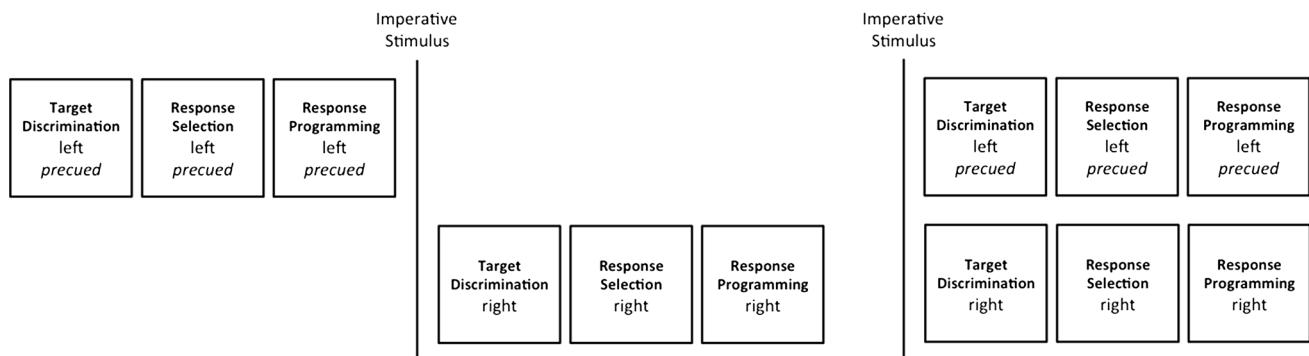 Imperative
Stimulus
Imperative
Stimulus
Target
Discrimination
left
precued
Response
Selection
left
precued
Response
Programming
left
precued
Target
Discrimination
left
precued
Response
Selection
left
precued
Response
Programming
left
precued
Target
Discrimination
right
Response
Selection
right
Response
Programming
right
Target
Discrimination
right
Response
Selection
right
Response
Programming
right